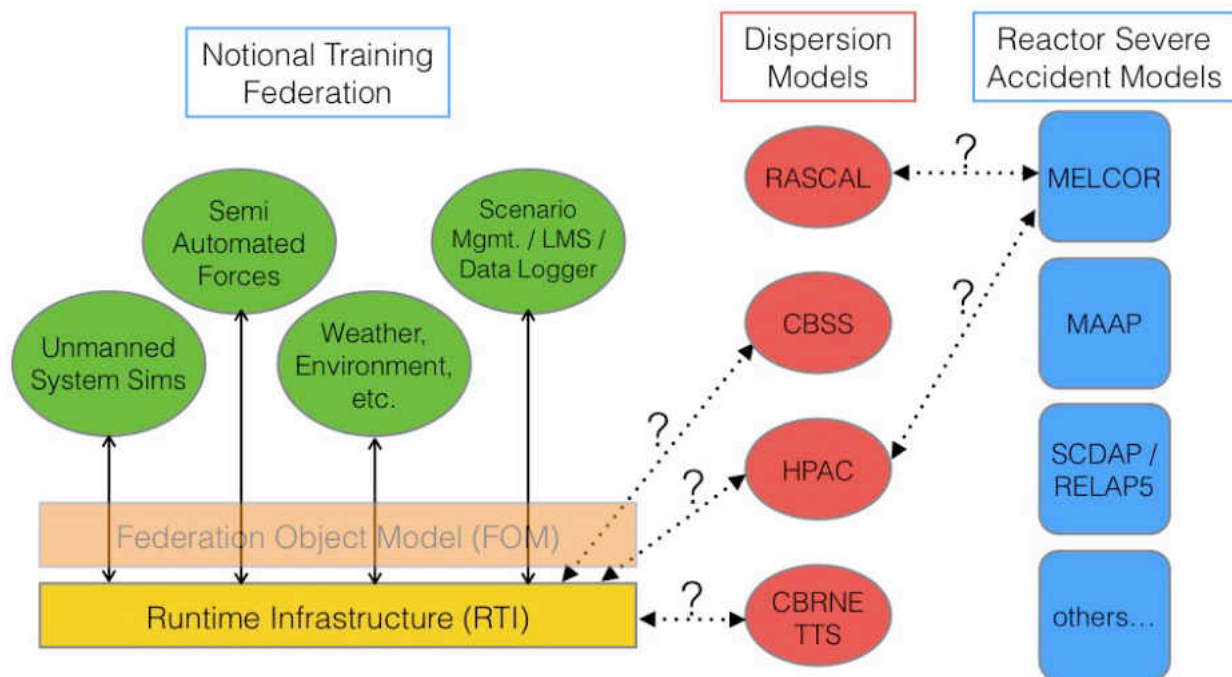 Notional Training
Federation
Dispersion
Models
Reactor Severe
Accident Models
Semi
Automated
Forces
Scenario
Mgmt. / LMS /
Data Logger
Unmanned
System Sims
Weather,
Environment,
etc.
RASCAL
?
MELCOR
CBSS
?
MAAP
?
HPAC
?
SCDAP /
RELAP5
Federation Object Model (FOM)
Runtime Infrastructure (RTI)
?
CBRNE
TTS
others...